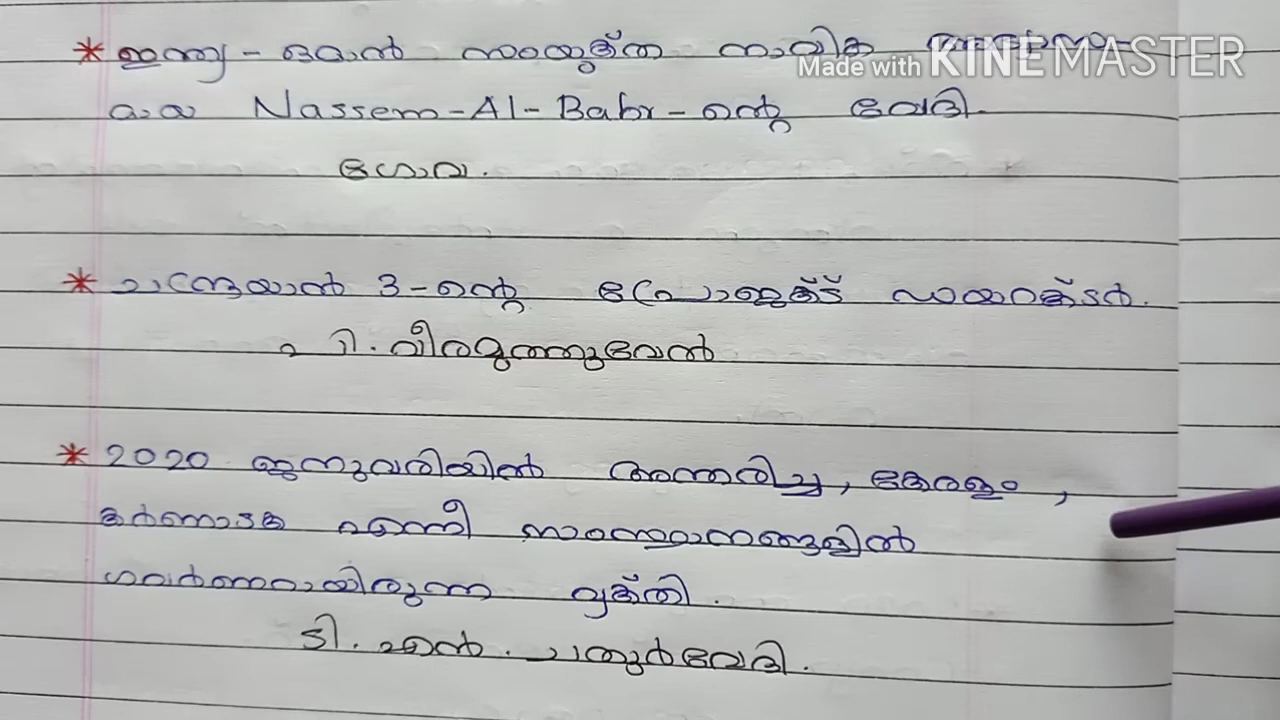 * ഇന്ത്യ - ഒമാൻ സംയുക്ത നാവിക
Made with KINEMASTER
മായ Nassem-Al-Bahr-ന്റെ വേദി.
ഗോവ.
* ചന്ദ്രയാൻ 3-ന്റെ പ്രോജക്ട് ഡയറക്ടർ.
പി. വീരമുത്തുവേൽ
* 2020 ജനുവരിയിൽ അന്തരിച്ച, കേരളം,
കർണാടക എന്നീ സംസ്ഥാനങ്ങളിൽ
ഗവർണറായിരുന്ന വ്യക്തി.
ടി. എൻ. ചതുർവേദി.